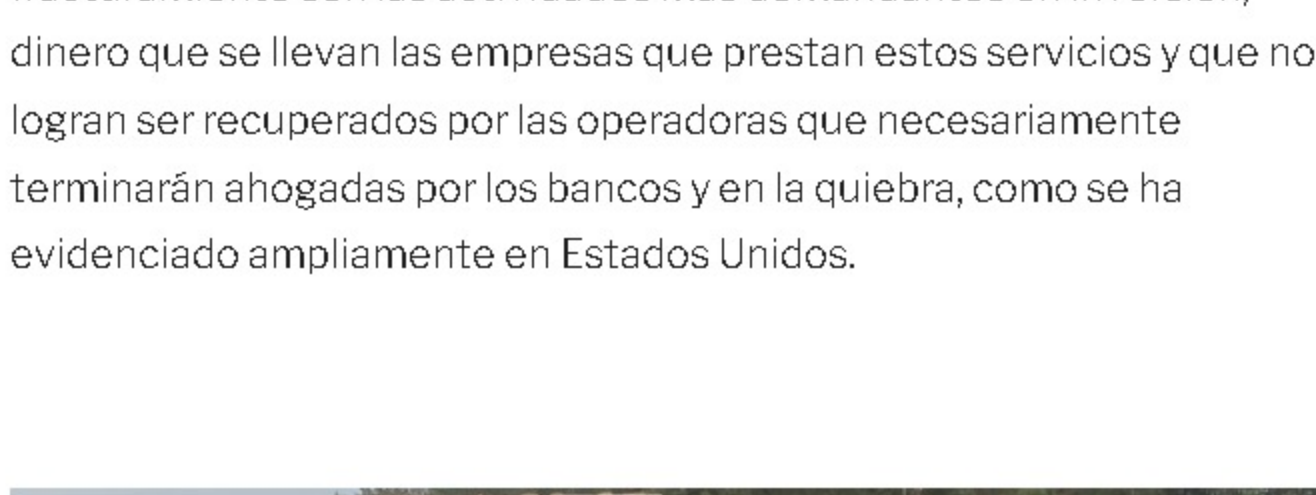 dinero que se llevan las empresas que prestan estos servicios y que no
logran ser recuperados por las operadoras que necesariamente
terminarán ahogadas por los bancos y en la quiebra, como se ha
evidenciado ampliamente en Estados Unidos.